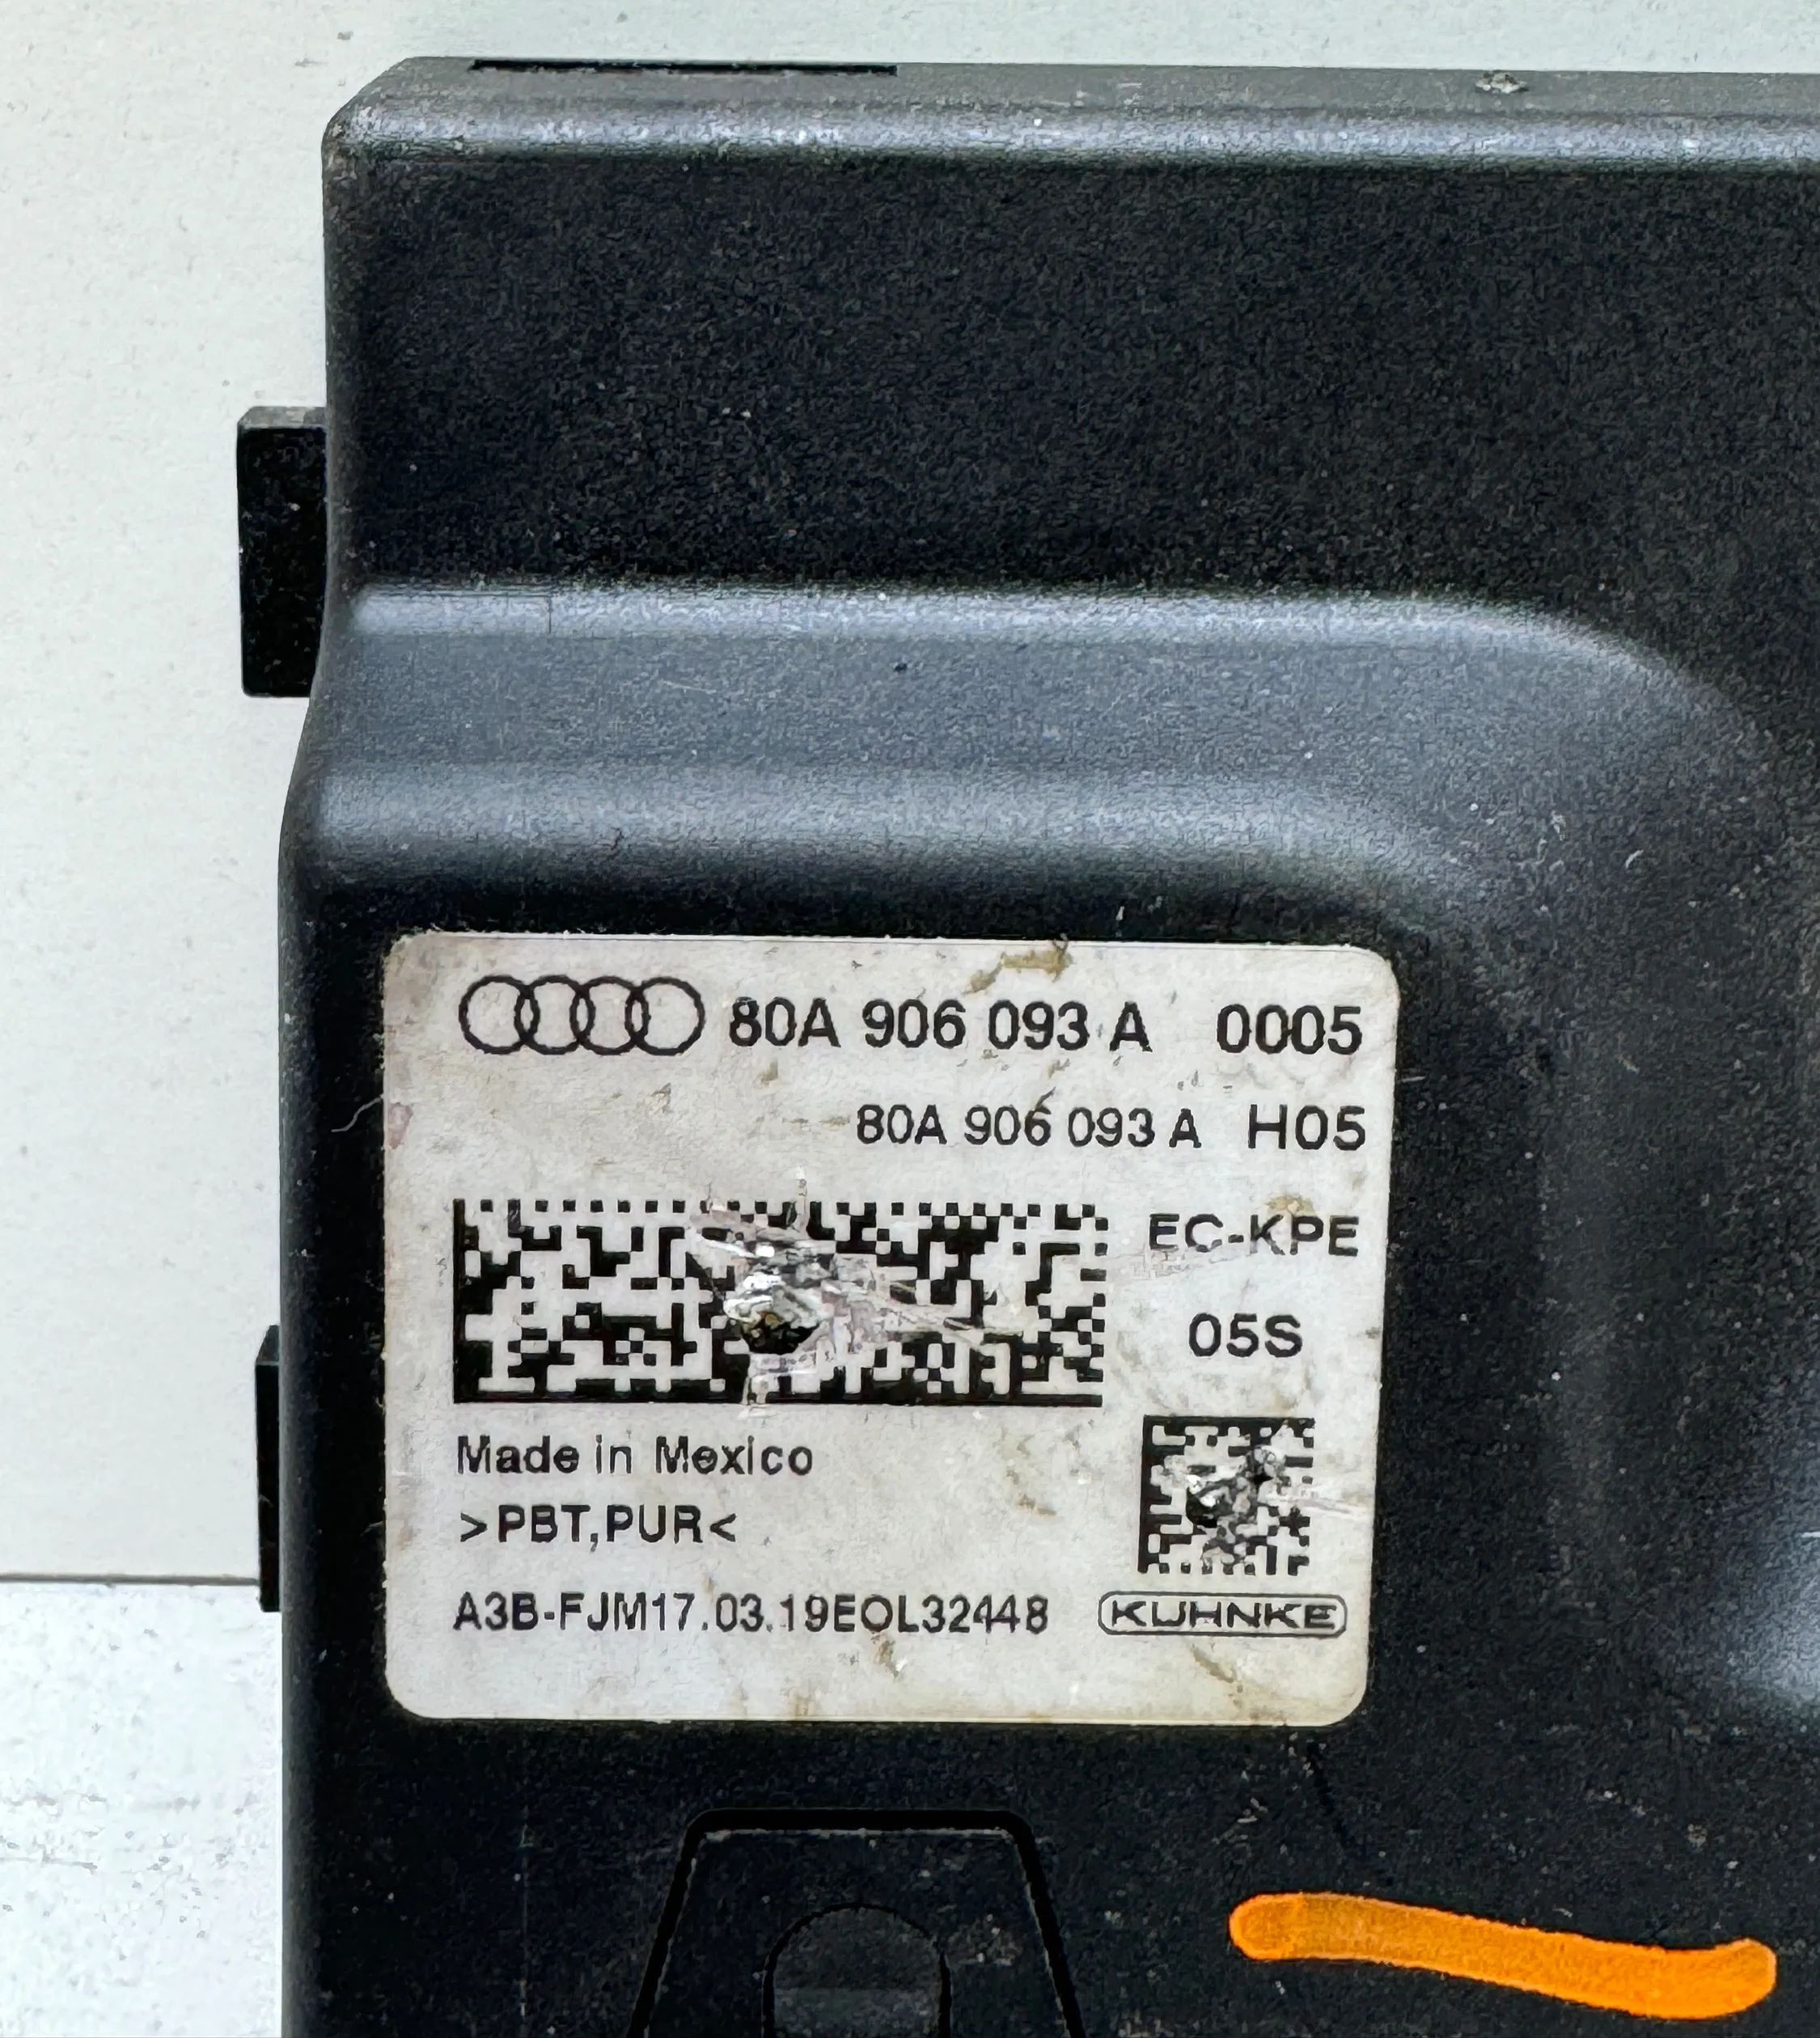 80A 906 093 A 0005
80A 906 093 A H05
EC-KPE
05S
Made in Mexico
>PBT,PUR<
A3B-FJM17.03.19EOL32448
KUHNKE